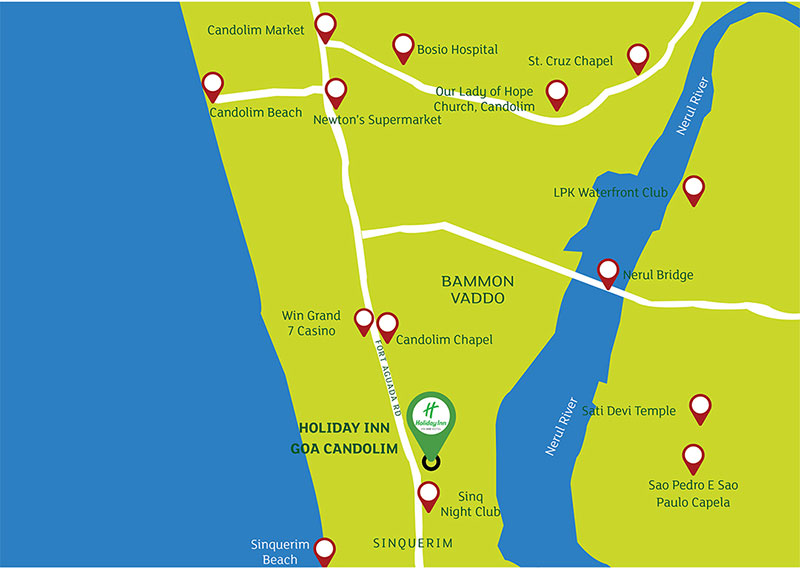 Candolim Market
Bosio Hospital
St. Cruz Chapel
Our Lady of Hope
Church, Candolim
Candolim Beach
Newton's Supermarket
Nerul River
LPK Waterfront Club
Nerul Bridge
BAMMON
VADDO
Win Grand
7 Casino
Candolim Chapel
FORT AGUADA RD
H
Holiday Inn
HOLIDAY INN
GOA CANDOLIM
Nerul River
Sati Devi Temple
Sao Pedro E Sao
Paulo Capela
Sinq
Night Club
Sinquerim
Beach
SINQUERIM